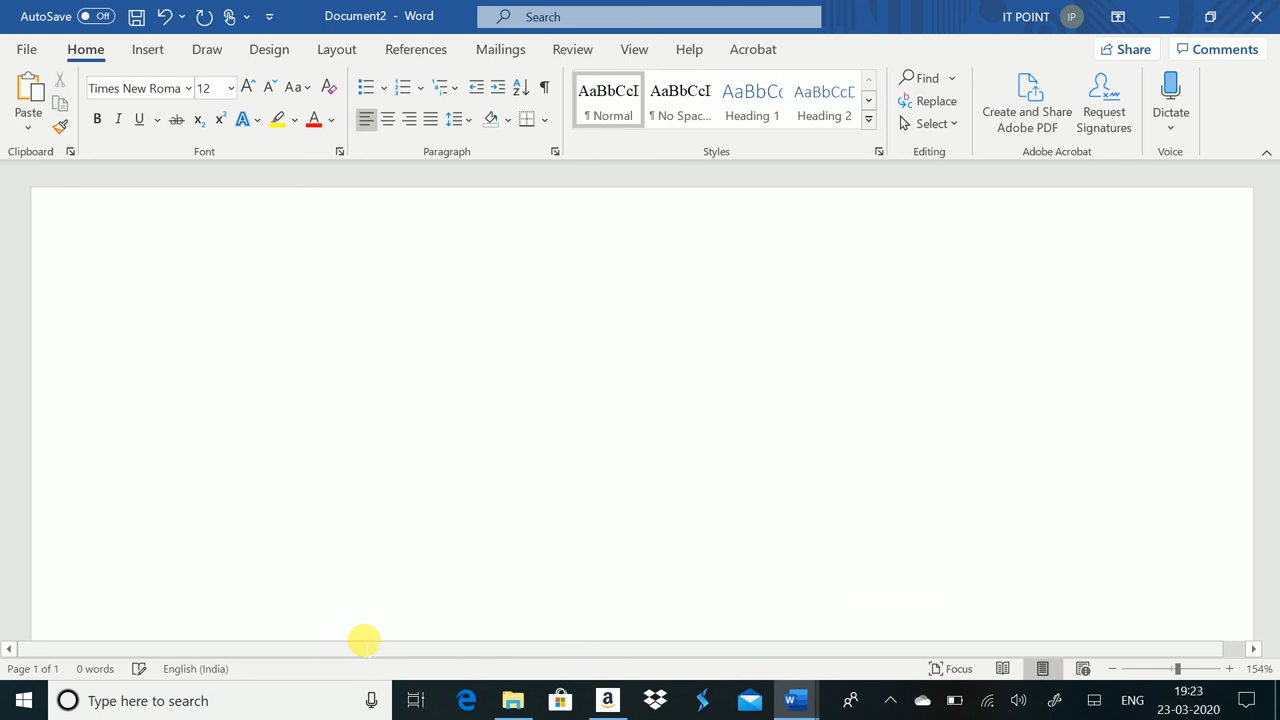 AutoSave Off Document2 - Word Search IT POINT IP
File Home Insert Draw Design Layout References Mailings Review View Help Acrobat Share Comments
Times New Roma 12 AaBbCcI AaBbCcI AaBbCc AaBbCcD Find
Paste Replace Create and Share Adobe PDF Request Signatures Dictate
¶ Normal ¶ No Spac... Heading 1 Heading 2 Select
Clipboard Font Paragraph Styles Editing Adobe Acrobat Voice
Page 1 of 1 0 words English (India) Focus 154%
Type here to search ENG 19:23
23-03-2020